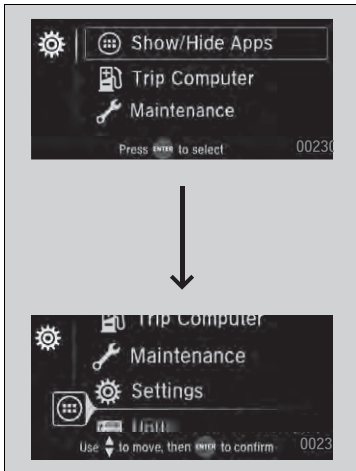 Show/Hide Apps
Trip Computer
Maintenance
Press ENTER to select
00230
Trip Computer
Maintenance
Settings
Use to move, then ENTER to confirm
0023